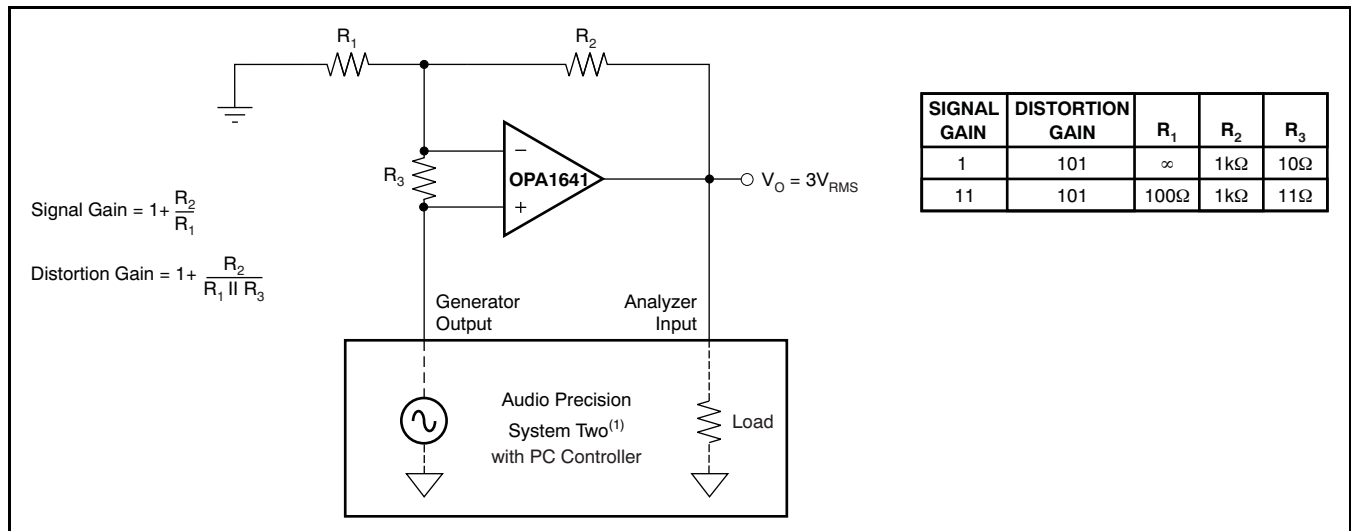 R1
R2
R3
−
+
OPA1641
VO = 3VRMS
Signal Gain = 1+ R2
R1
Distortion Gain = 1+ R2
R1 II R3
Generator
Output
Analyzer
Input
Audio Precision
System Two(1)
with PC Controller
Load
SIGNAL GAIN DISTORTION GAIN R1 R2 R3
1 101 ∞ 1kΩ 10Ω
11 101 100Ω 1kΩ 11Ω